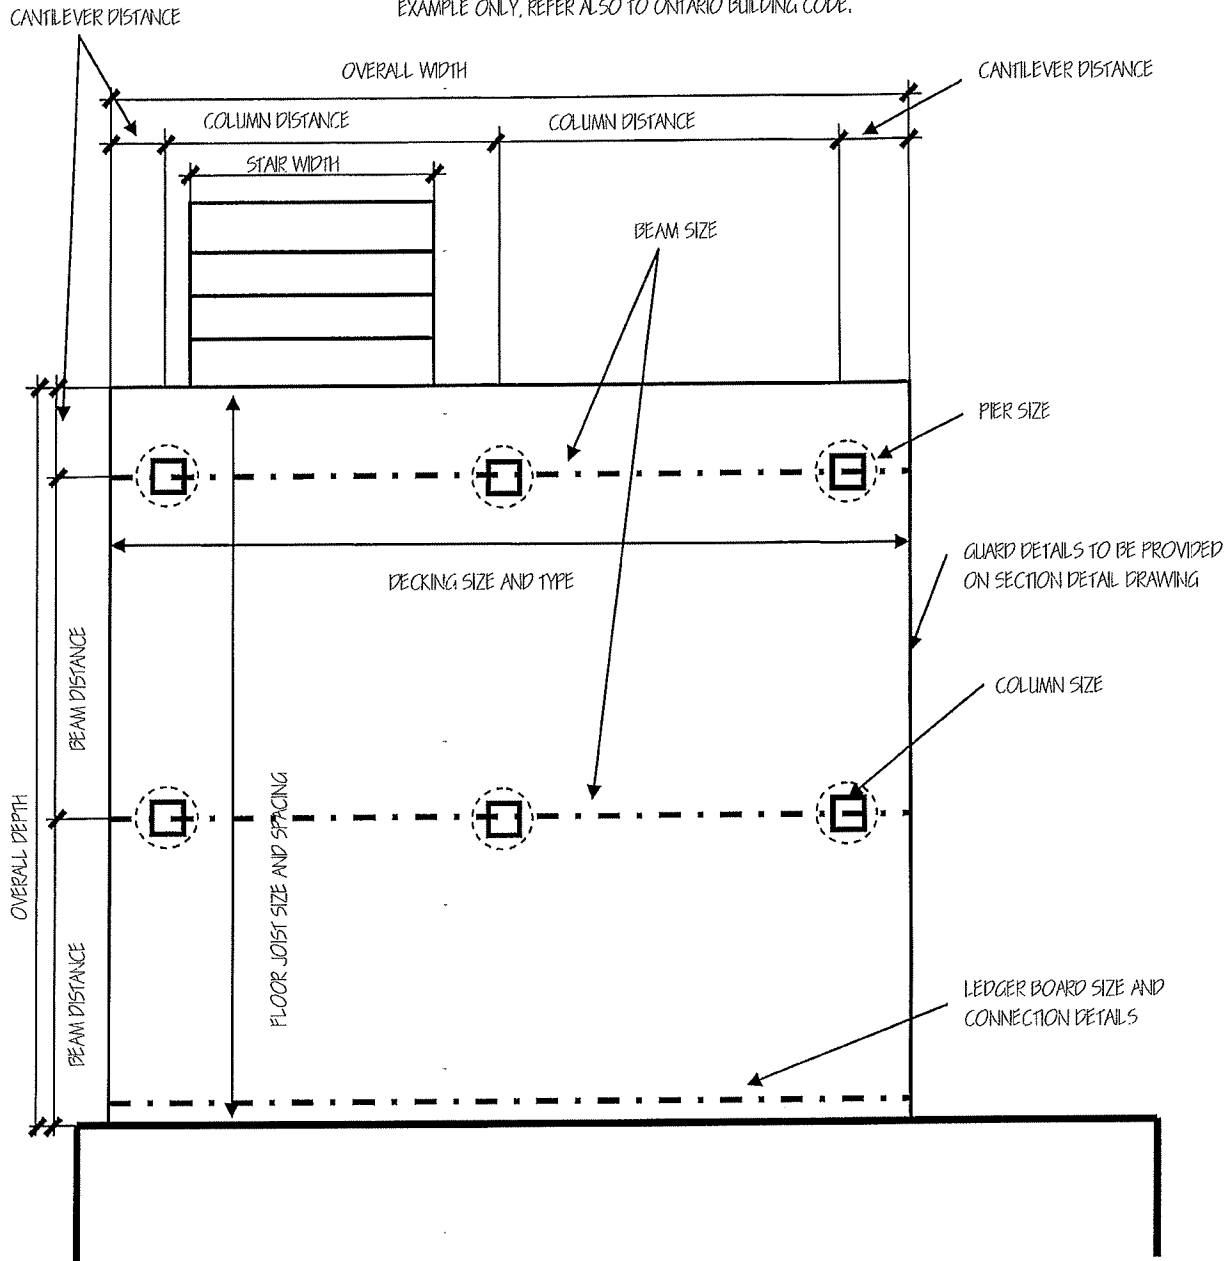 EXAMPLE ONLY, REFER ALSO TO ONTARIO BUILDING CODE.
CANTILEVER DISTANCE
OVERALL WIDTH
CANTILEVER DISTANCE
COLUMN DISTANCE
COLUMN DISTANCE
STAIR WIDTH
BEAM SIZE
PIER SIZE
GUARD DETAILS TO BE PROVIDED
ON SECTION DETAIL DRAWING
DECKING SIZE AND TYPE
BEAM DISTANCE
COLUMN SIZE
OVERALL DEPTH
FLOOR JOIST SIZE AND SPACING
BEAM DISTANCE
LEDGER BOARD SIZE AND
CONNECTION DETAILS